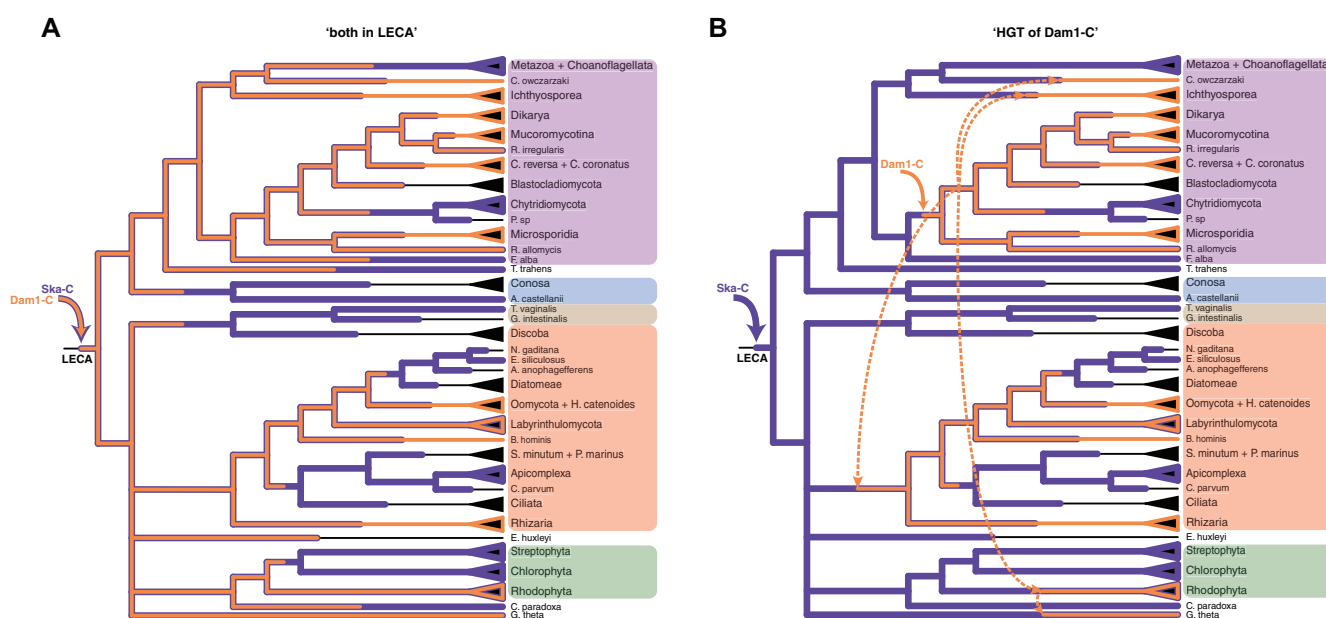 A
'both in LECA'
Metazoa + Choanoflagellata
C. owczarzaki
Ichthyosporea
Dikarya
Mucoromycotina
R. irregularis
C. reversa + C. coronatus
Blastocladiomycota
Chytridiomycota
P. sp
Microsporidia
R. allomycis
F. alba
T. trahens
Conosa
A. castellanii
T. vaginalis
G. intestinalis
Discoba
N. gaditana
E. siliculosus
A. anophagefferens
Diatomeae
Oomycota + H. catenoides
Labyrinthulomycota
B. hominis
S. minutum + P. marinus
Apicomplexa
C. parvum
Ciliata
Rhizaria
E. huxleyi
Streptophyta
Chlorophyta
Rhodophyta
C. paradoxa
G. theta
Ska-C
Dam1-C
LECA
B
'HGT of Dam1-C'
Metazoa + Choanoflagellata
C. owczarzaki
Ichthyosporea
Dikarya
Mucoromycotina
R. irregularis
C. reversa + C. coronatus
Blastocladiomycota
Chytridiomycota
P. sp
Microsporidia
R. allomycis
F. alba
T. trahens
Conosa
A. castellanii
T. vaginalis
G. intestinalis
Discoba
N. gaditana
E. siliculosus
A. anophagefferens
Diatomeae
Oomycota + H. catenoides
Labyrinthulomycota
B. hominis
S. minutum + P. marinus
Apicomplexa
C. parvum
Ciliata
Rhizaria
E. huxleyi
Streptophyta
Chlorophyta
Rhodophyta
C. paradoxa
G. theta
Dam1-C
Ska-C
LECA